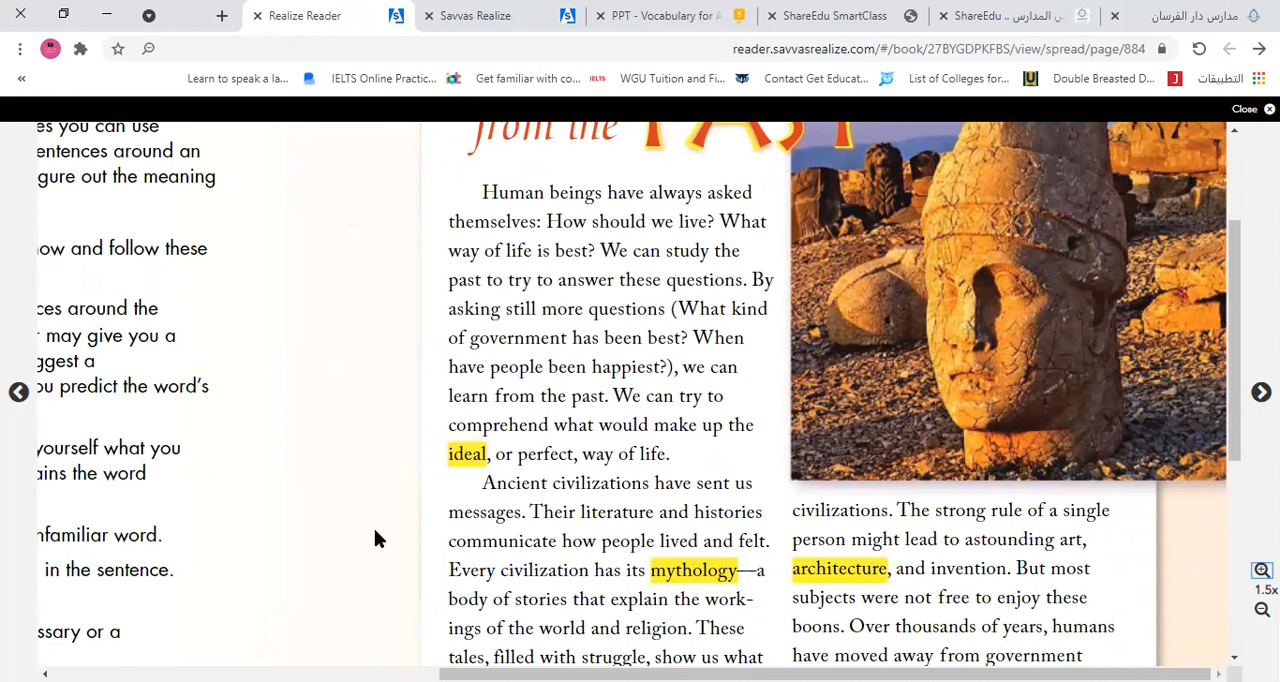 Realize Reader
Savvas Realize
PPT - Vocabulary for A
ShareEdu SmartClass
ShareEdu .. في المدارس
مدارس دار الفرسان
reader.savvasrealize.com/#/book/27BYGDPKFBS/view/spread/page/884
Learn to speak a la...
IELTS Online Practic...
Get familiar with co...
IELTS
WGU Tuition and Fi...
Contact Get Educat...
List of Colleges for...
Double Breasted D...
التطبيقات
Close
es you can use
entences around an
gure out the meaning
now and follow these
ces around the
r may give you a
ggest a
ou predict the word's
yourself what you
ains the word
nfamiliar word.
in the sentence.
ssary or a
from the PAST
Human beings have always asked
themselves: How should we live? What
way of life is best? We can study the
past to try to answer these questions. By
asking still more questions (What kind
of government has been best? When
have people been happiest?), we can
learn from the past. We can try to
comprehend what would make up the
ideal, or perfect, way of life.
Ancient civilizations have sent us
messages. Their literature and histories
communicate how people lived and felt.
Every civilization has its mythology—a
body of stories that explain the work-
ings of the world and religion. These
tales, filled with struggle, show us what
civilizations. The strong rule of a single
person might lead to astounding art,
architecture, and invention. But most
subjects were not free to enjoy these
boons. Over thousands of years, humans
have moved away from government
1.5x